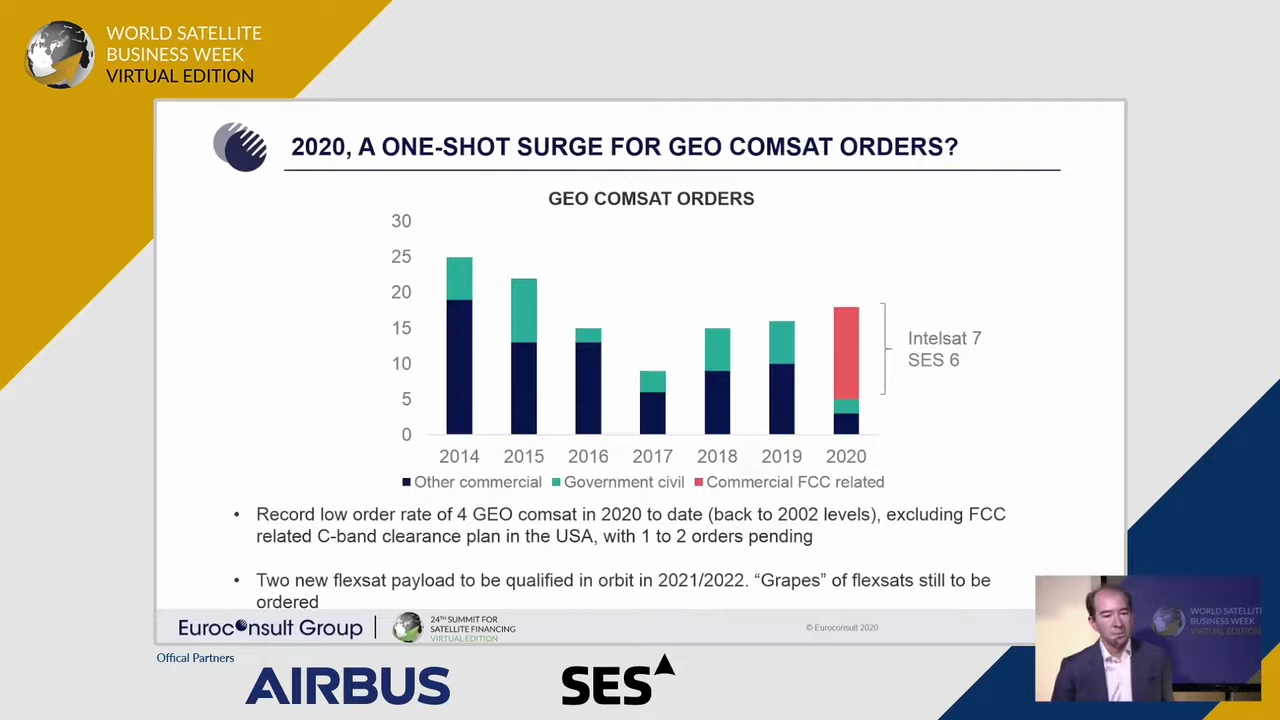 WORLD SATELLITE
BUSINESS WEEK
VIRTUAL EDITION
2020, A ONE-SHOT SURGE FOR GEO COMSAT ORDERS?
GEO COMSAT ORDERS
30
25
20
15
10
5
0
Intelsat 7
SES 6
2014 2015 2016 2017 2018 2019 2020
Other commercial Government civil Commercial FCC related
• Record low order rate of 4 GEO comsat in 2020 to date (back to 2002 levels), excluding FCC
related C-band clearance plan in the USA, with 1 to 2 orders pending
• Two new flexsat payload to be qualified in orbit in 2021/2022. “Grapes” of flexsats still to be
ordered
Euroconsult Group
24TH SUMMIT FOR
SATELLITE FINANCING
VIRTUAL EDITION
© Euroconsult 2020
WORLD SATELLITE
BUSINESS WEEK
VIRTUAL EDITION
Offical Partners
AIRBUS
SES